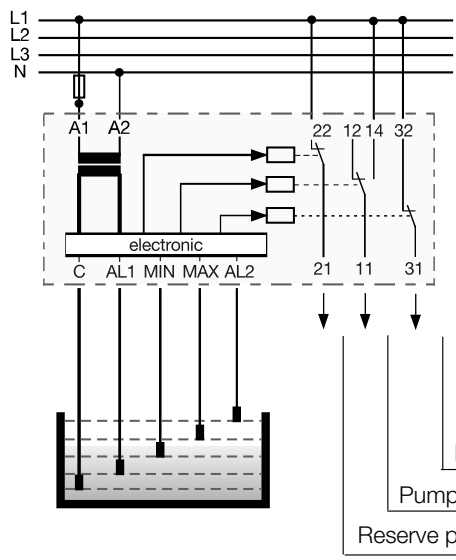 L1
L2
L3
N
A1 A2 22 12 14 32
electronic
C AL1 MIN MAX AL2 21 11 31
Pump
Reserve